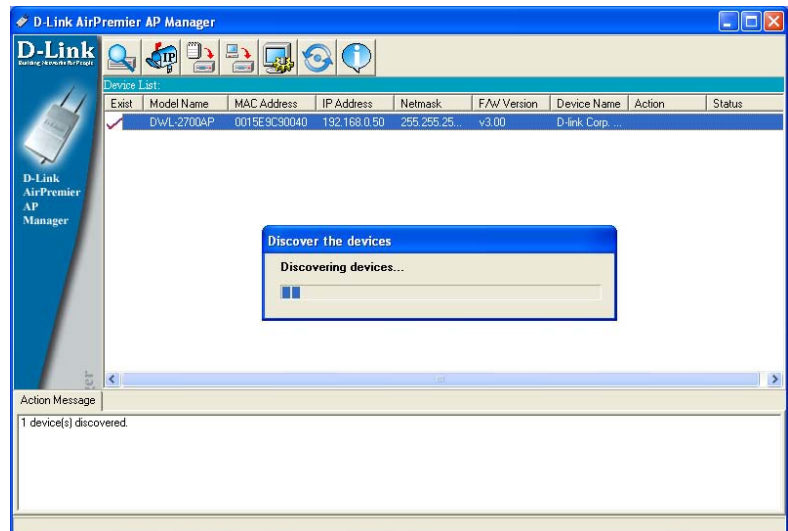 D-Link AirPremier AP Manager
D-Link
Building Networks for People
IP
Device List:
Exist Model Name MAC Address IP Address Netmask F/W Version Device Name Action Status
DWL-2700AP 0015E9C90040 192.168.0.50 255.255.25... v3.00 D-link Corp. ...
D-Link
AirPremier
AP
Manager
Discover the devices
Discovering devices...
Action Message
1 device(s) discovered.